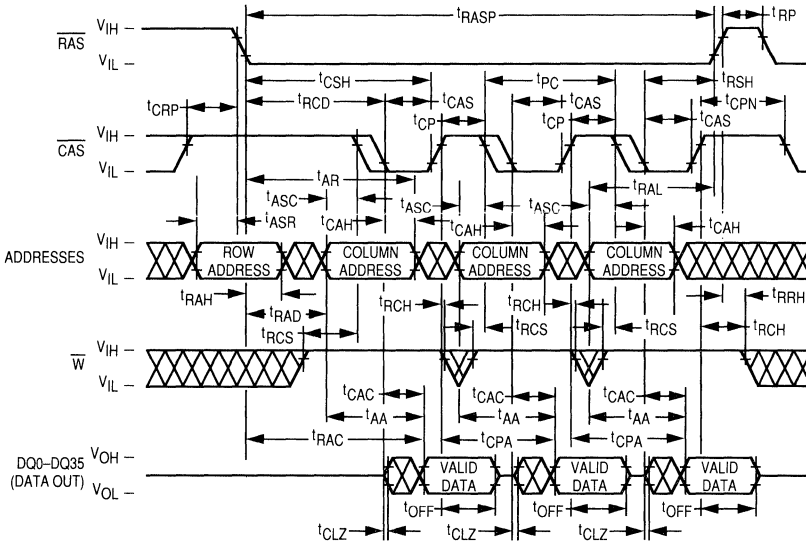 tRASP tRP
RAS VIH
VIL
tCSH tPC tRSH
tCRP tRCD tCAS tCAS tCPN
tCP tCP tCAS
CAS VIH
VIL
tAR tRAL
tASC tASC tASC
tASR tCAH tCAH tCAH
ADDRESSES VIH
VIL
ROW ADDRESS
COLUMN ADDRESS
COLUMN ADDRESS
COLUMN ADDRESS
tRAH tRCH tRCH tRRH
tRAD tRCS tRCS tRCH
tRCS
W VIH
VIL
tCAC tCAC tCAC
tAA tAA tAA
tRAC tCPA tCPA
DQ0–DQ35 (DATA OUT) VOH
VOL
VALID DATA
VALID DATA
VALID DATA
tOFF tOFF tOFF
tCLZ tCLZ tCLZ